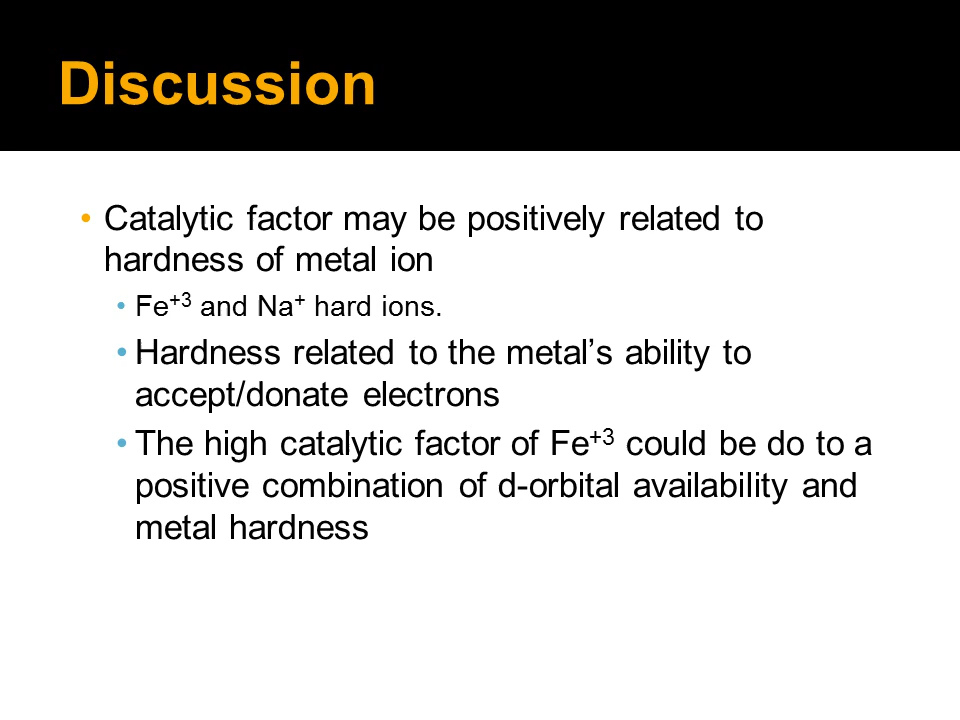 Discussion
• Catalytic factor may be positively related to
hardness of metal ion
• Fe⁺³ and Na⁺ hard ions.
• Hardness related to the metal’s ability to
accept/donate electrons
• The high catalytic factor of Fe⁺³ could be do to a
positive combination of d-orbital availability and
metal hardness